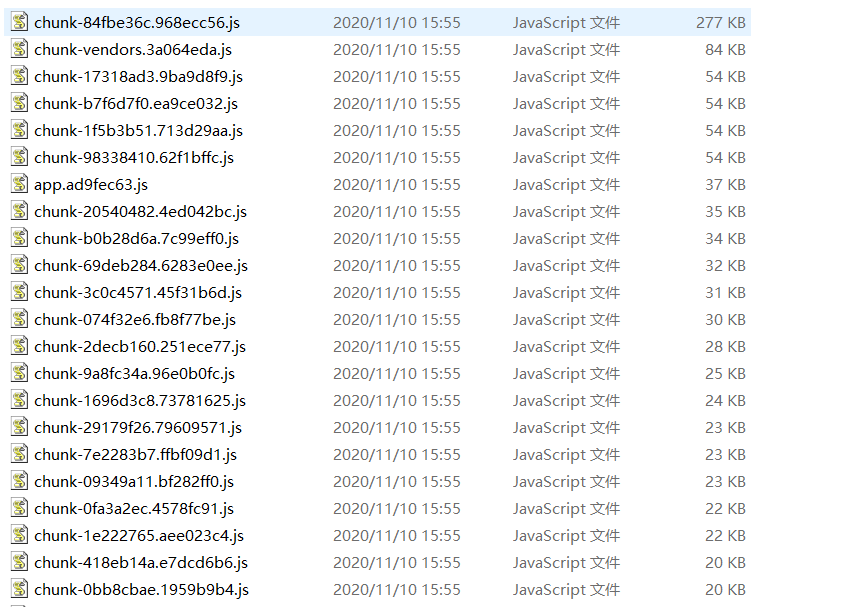 chunk-84fbe36c.968ecc56.js 2020/11/10 15:55 JavaScript 文件 277 KB
chunk-vendors.3a064eda.js 2020/11/10 15:55 JavaScript 文件 84 KB
chunk-17318ad3.9ba9d8f9.js 2020/11/10 15:55 JavaScript 文件 54 KB
chunk-b7f6d7f0.ea9ce032.js 2020/11/10 15:55 JavaScript 文件 54 KB
chunk-1f5b3b51.713d29aa.js 2020/11/10 15:55 JavaScript 文件 54 KB
chunk-98338410.62f1bffc.js 2020/11/10 15:55 JavaScript 文件 54 KB
app.ad9fec63.js 2020/11/10 15:55 JavaScript 文件 37 KB
chunk-20540482.4ed042bc.js 2020/11/10 15:55 JavaScript 文件 35 KB
chunk-b0b28d6a.7c99eff0.js 2020/11/10 15:55 JavaScript 文件 34 KB
chunk-69deb284.6283e0ee.js 2020/11/10 15:55 JavaScript 文件 32 KB
chunk-3c0c4571.45f31b6d.js 2020/11/10 15:55 JavaScript 文件 31 KB
chunk-074f32e6.fb8f77be.js 2020/11/10 15:55 JavaScript 文件 30 KB
chunk-2decb160.251ece77.js 2020/11/10 15:55 JavaScript 文件 28 KB
chunk-9a8fc34a.96e0b0fc.js 2020/11/10 15:55 JavaScript 文件 25 KB
chunk-1696d3c8.73781625.js 2020/11/10 15:55 JavaScript 文件 24 KB
chunk-29179f26.79609571.js 2020/11/10 15:55 JavaScript 文件 23 KB
chunk-7e2283b7.ffbf09d1.js 2020/11/10 15:55 JavaScript 文件 23 KB
chunk-09349a11.bf282ff0.js 2020/11/10 15:55 JavaScript 文件 23 KB
chunk-0fa3a2ec.4578fc91.js 2020/11/10 15:55 JavaScript 文件 22 KB
chunk-1e222765.aee023c4.js 2020/11/10 15:55 JavaScript 文件 22 KB
chunk-418eb14a.e7dcd6b6.js 2020/11/10 15:55 JavaScript 文件 20 KB
chunk-0bb8cbae.1959b9b4.js 2020/11/10 15:55 JavaScript 文件 20 KB